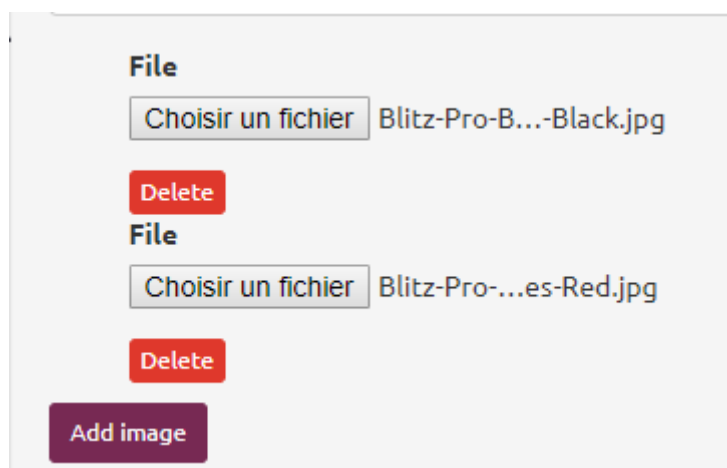 File
Choisir un fichier Blitz-Pro-B...-Black.jpg
Delete
File
Choisir un fichier Blitz-Pro-...es-Red.jpg
Delete
Add image